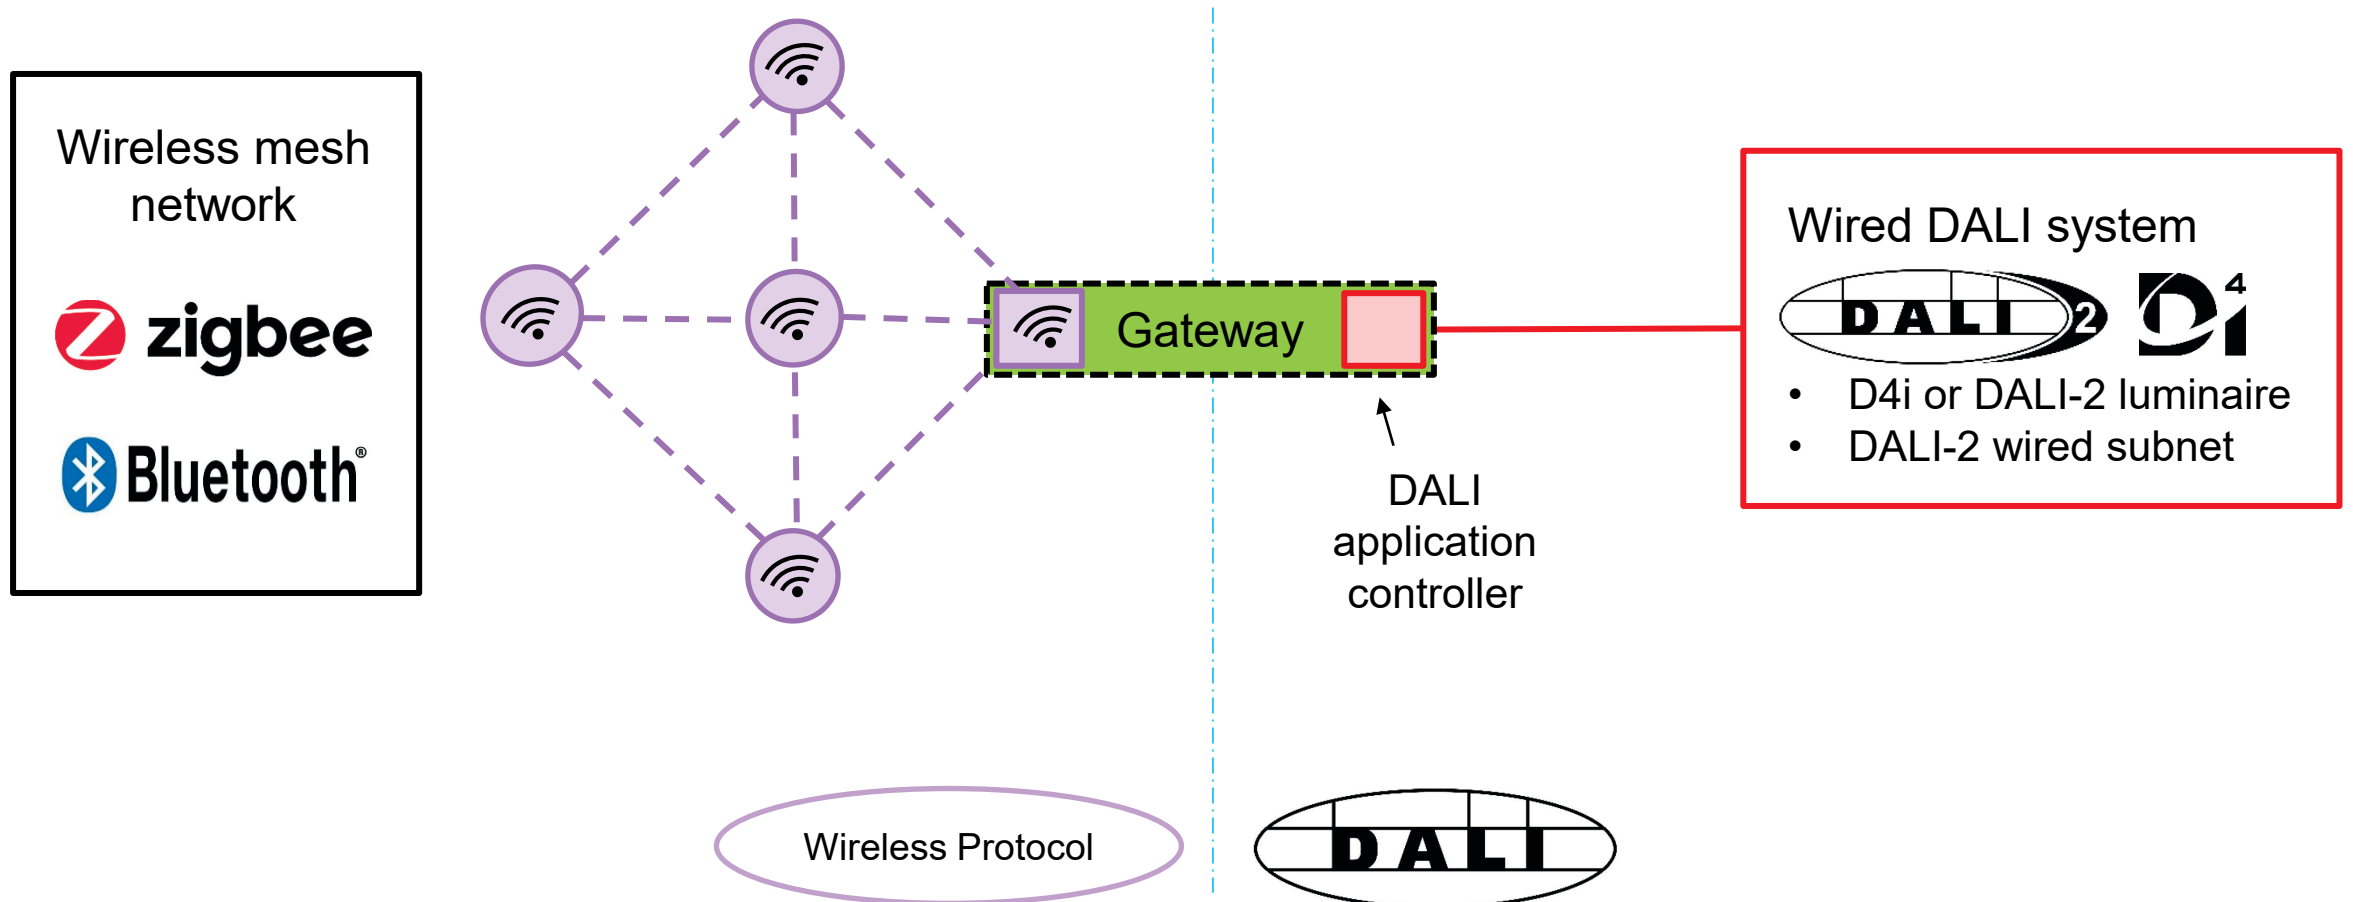 Wireless mesh
network
zigbee
Bluetooth®
Gateway
DALI
application
controller
Wired DALI system
DALI 2 D4i
• D4i or DALI-2 luminaire
• DALI-2 wired subnet
Wireless Protocol
DALI